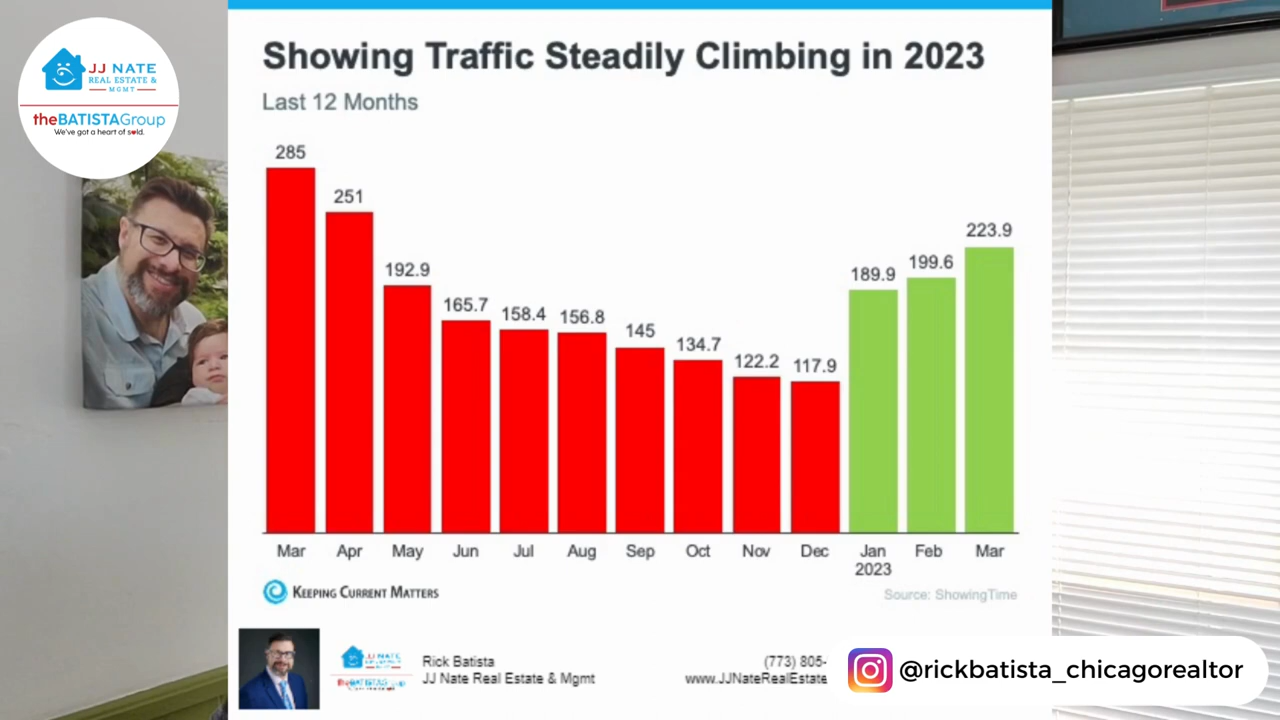 JJ NATE
REAL ESTATE &
MGMT
theBATISTAGroup
We've got a heart of s♥ld.
Showing Traffic Steadily Climbing in 2023
Last 12 Months
285
251
192.9
165.7
158.4
156.8
145
134.7
122.2
117.9
189.9
199.6
223.9
Mar Apr May Jun Jul Aug Sep Oct Nov Dec Jan Feb Mar
2023
KEEPING CURRENT MATTERS
Source: ShowingTime
JJ NATE
Rick Batista
JJ Nate Real Estate & Mgmt
(773) 805-
www.JJNateRealEstate
@rickbatista_chicagorealtor